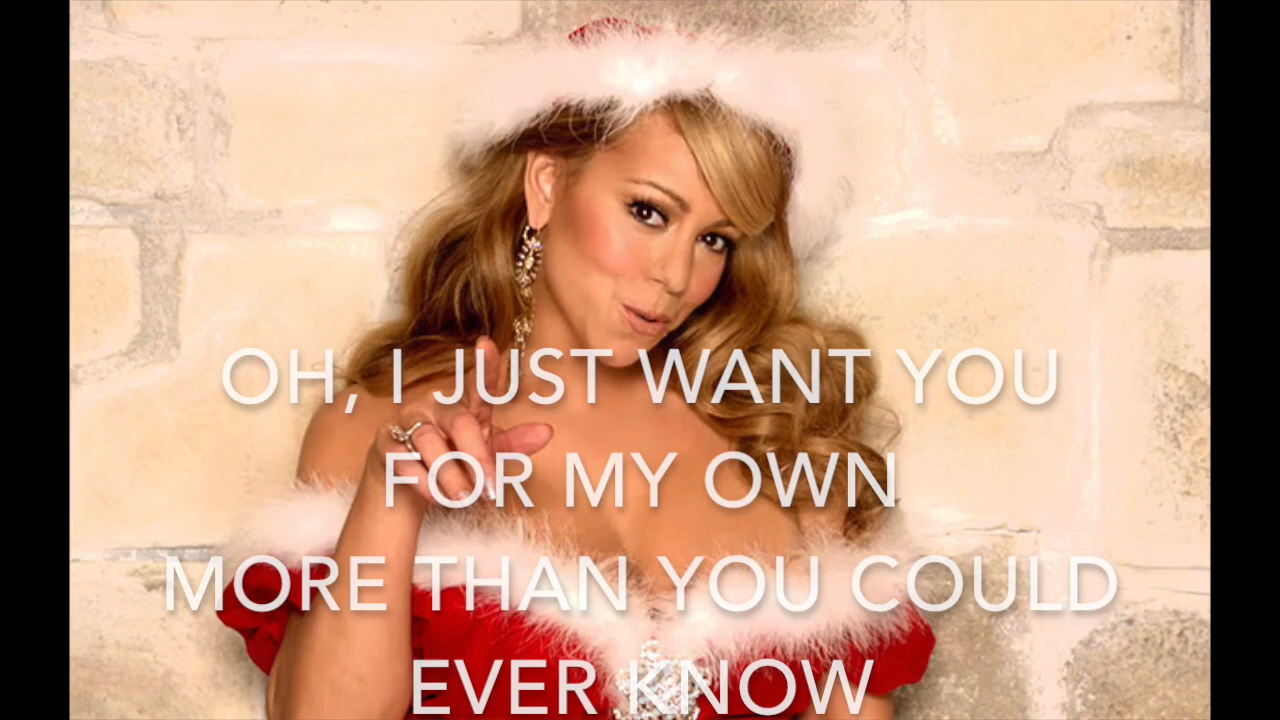 OH, I JUST WANT YOU
FOR MY OWN
MORE THAN YOU COULD
EVER KNOW